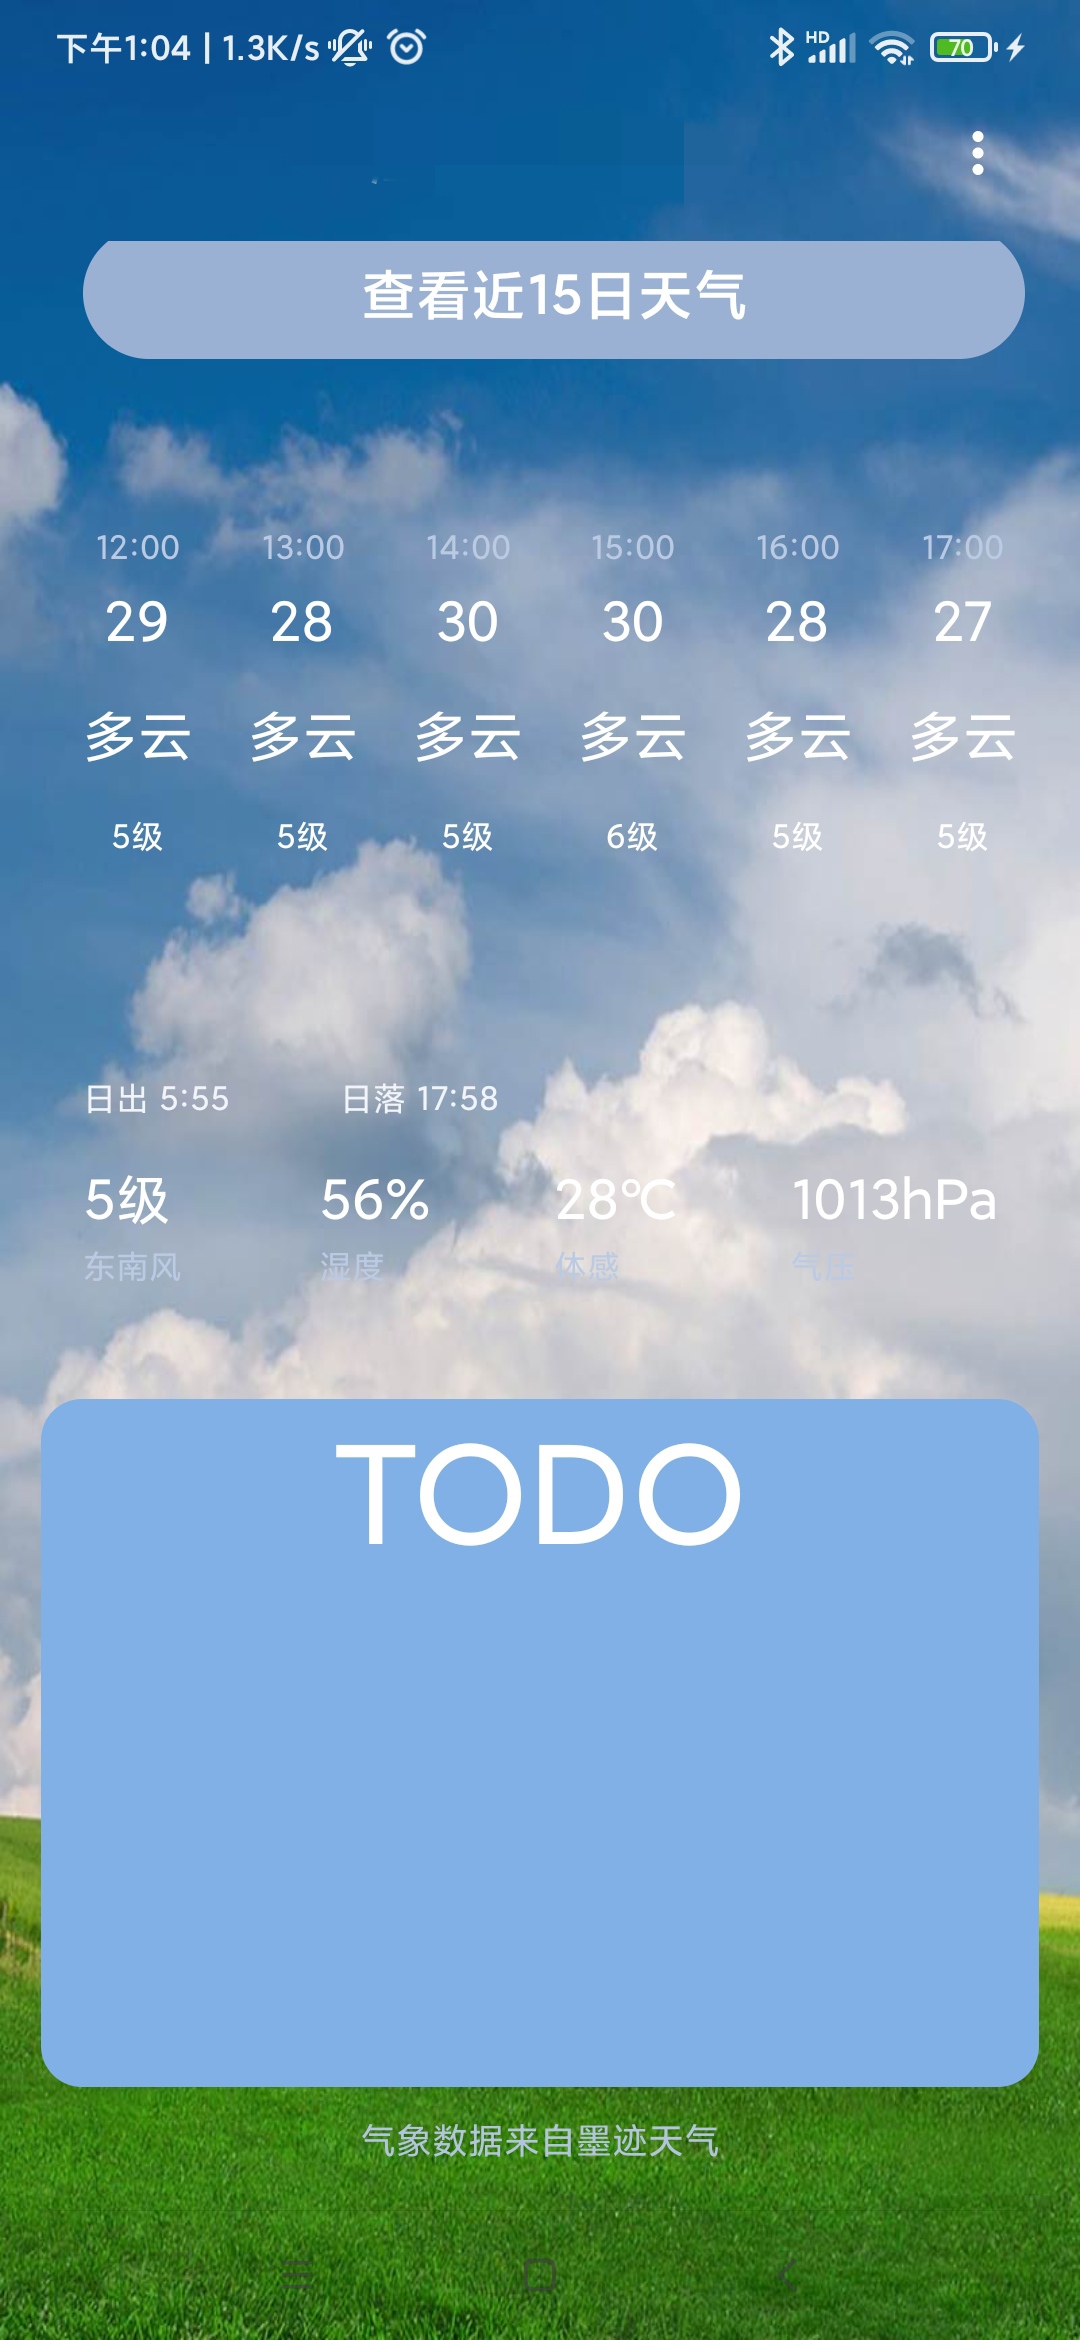 下午1:04 | 1.3K/s HD 70
查看近15日天气
12:00 13:00 14:00 15:00 16:00 17:00
29 28 30 30 28 27
多云 多云 多云 多云 多云 多云
5级 5级 5级 6级 5级 5级
日出 5:55 日落 17:58
5级 56% 28℃ 1013hPa
东南风 湿度 体感 气压
TODO
气象数据来自墨迹天气